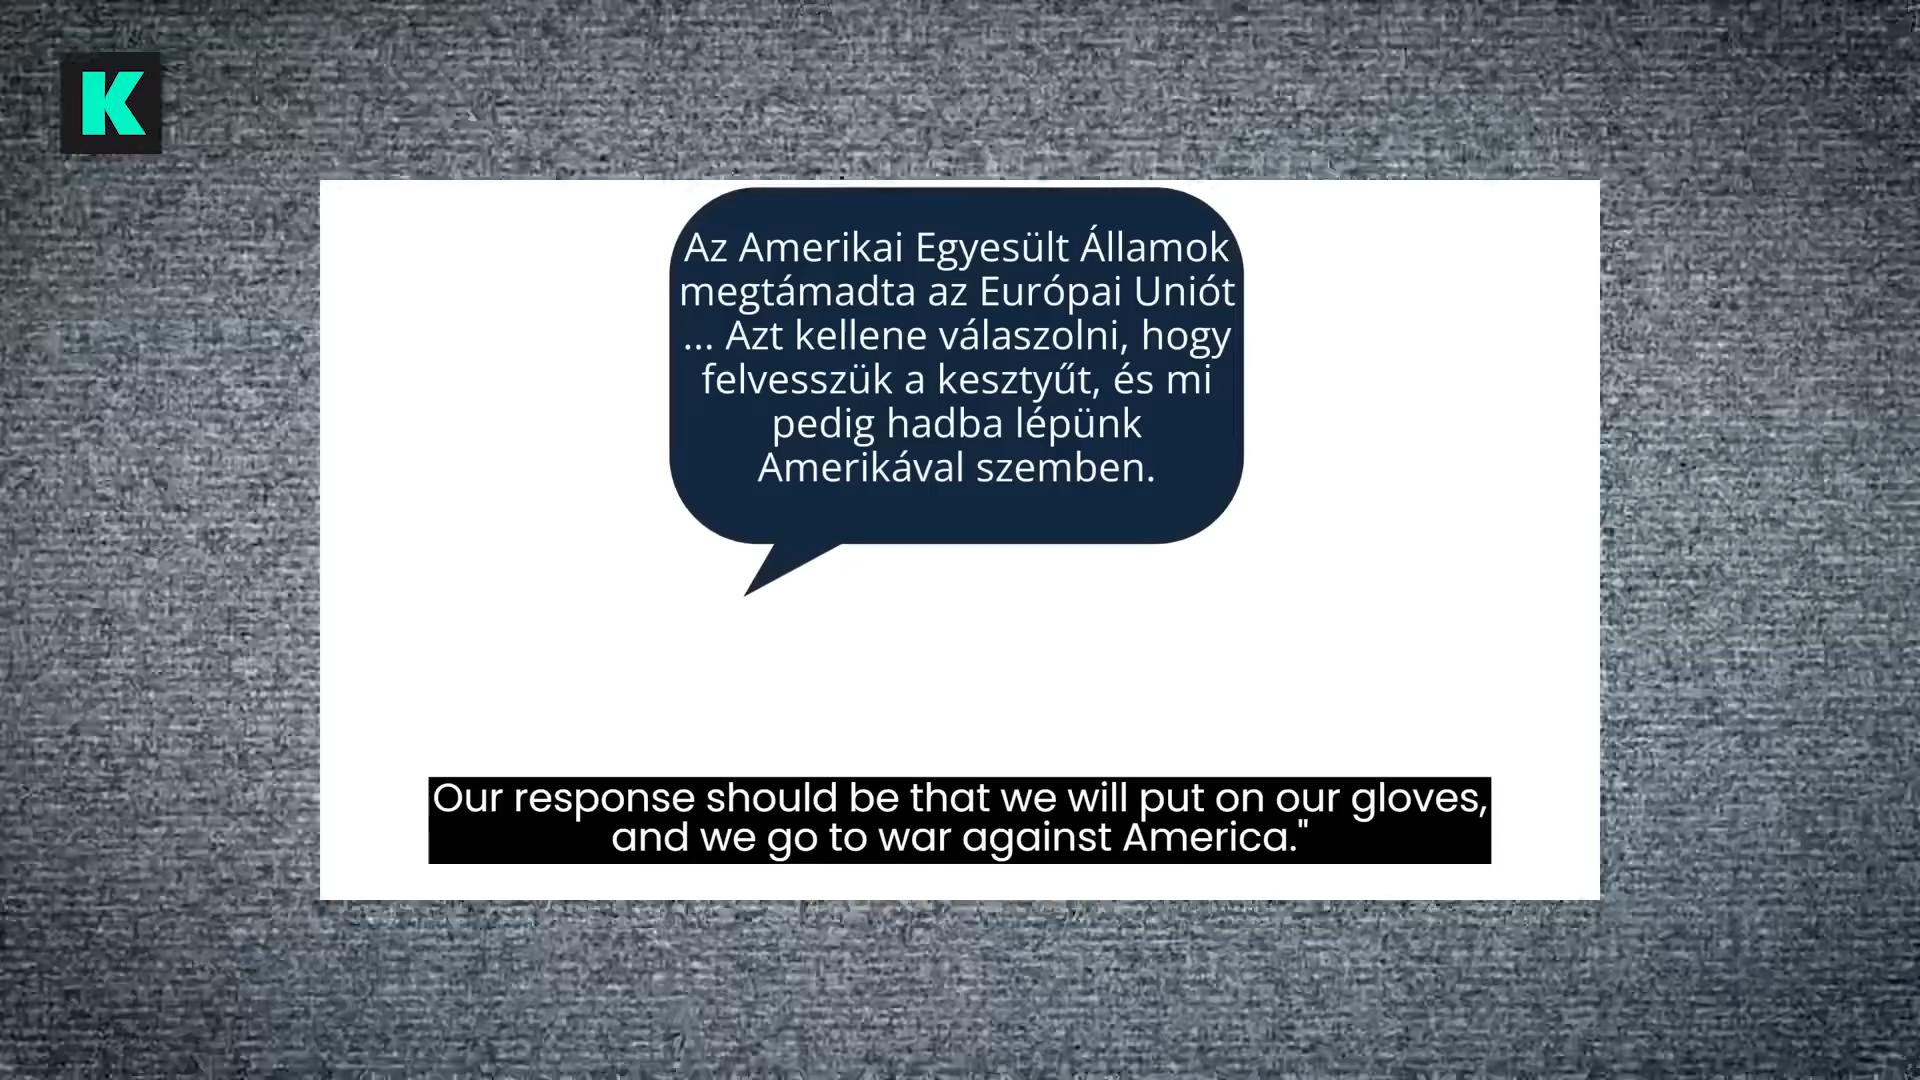 K
Az Amerikai Egyesült Államok
megtámadta az Európai Uniót
... Azt kellene válaszolni, hogy
felvesszük a kesztyűt, és mi
pedig hadba lépünk
Amerikával szemben.
Our response should be that we will put on our gloves,
and we go to war against America."